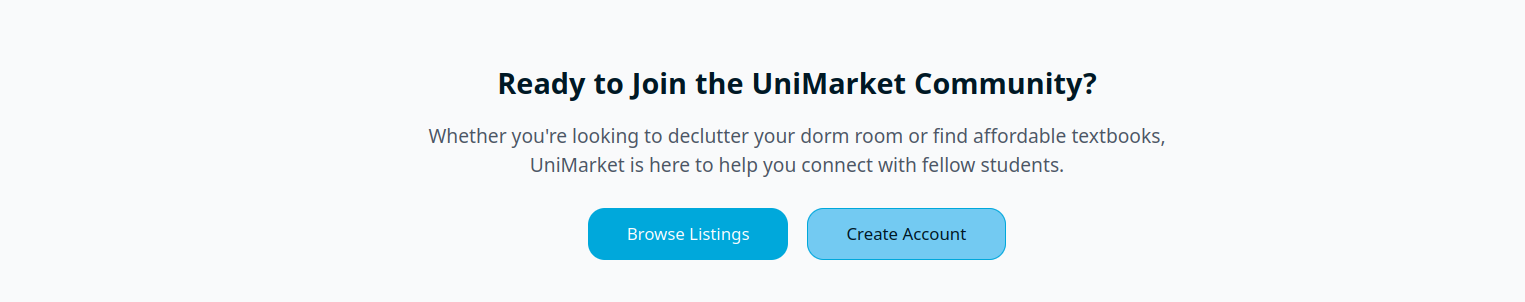 Ready to Join the UniMarket Community?
Whether you're looking to declutter your dorm room or find affordable textbooks,
UniMarket is here to help you connect with fellow students.
Browse Listings
Create Account